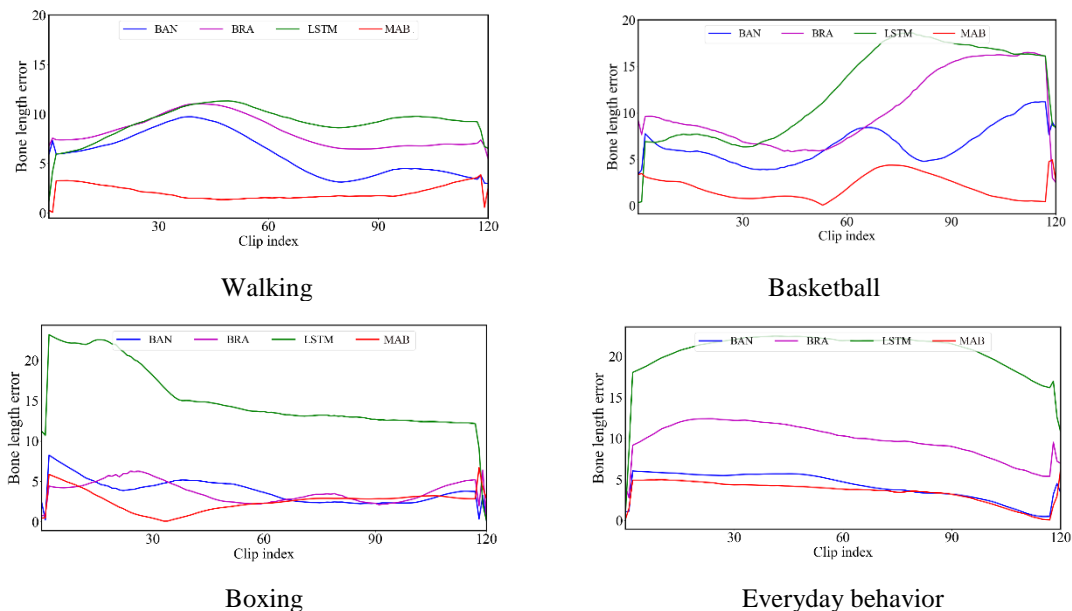 20
BAN BRA LSTM MAB
15
10
5
0
Bone length error
30 60 90 120
Clip index
Walking
20
BAN BRA LSTM MAB
15
10
5
0
Bone length error
30 60 90 120
Clip index
Basketball
BAN BRA LSTM MAB
20
15
10
5
0
Bone length error
30 60 90 120
Clip index
Boxing
BAN BRA LSTM MAB
20
15
10
5
0
Bone length error
30 60 90 120
Clip index
Everyday behavior